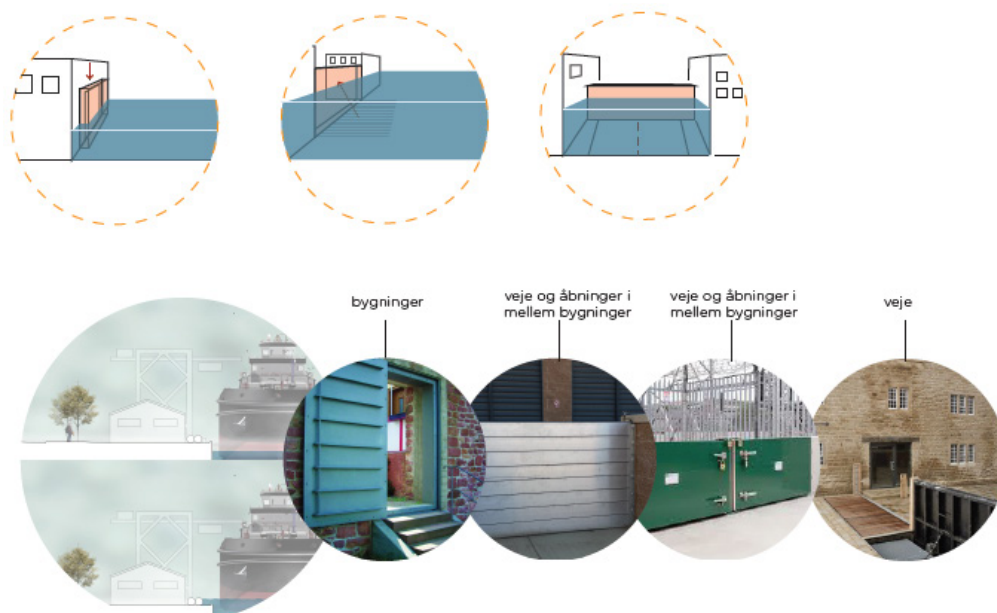 bygninger
veje og åbninger i
mellem bygninger
veje og åbninger i
mellem bygninger
veje